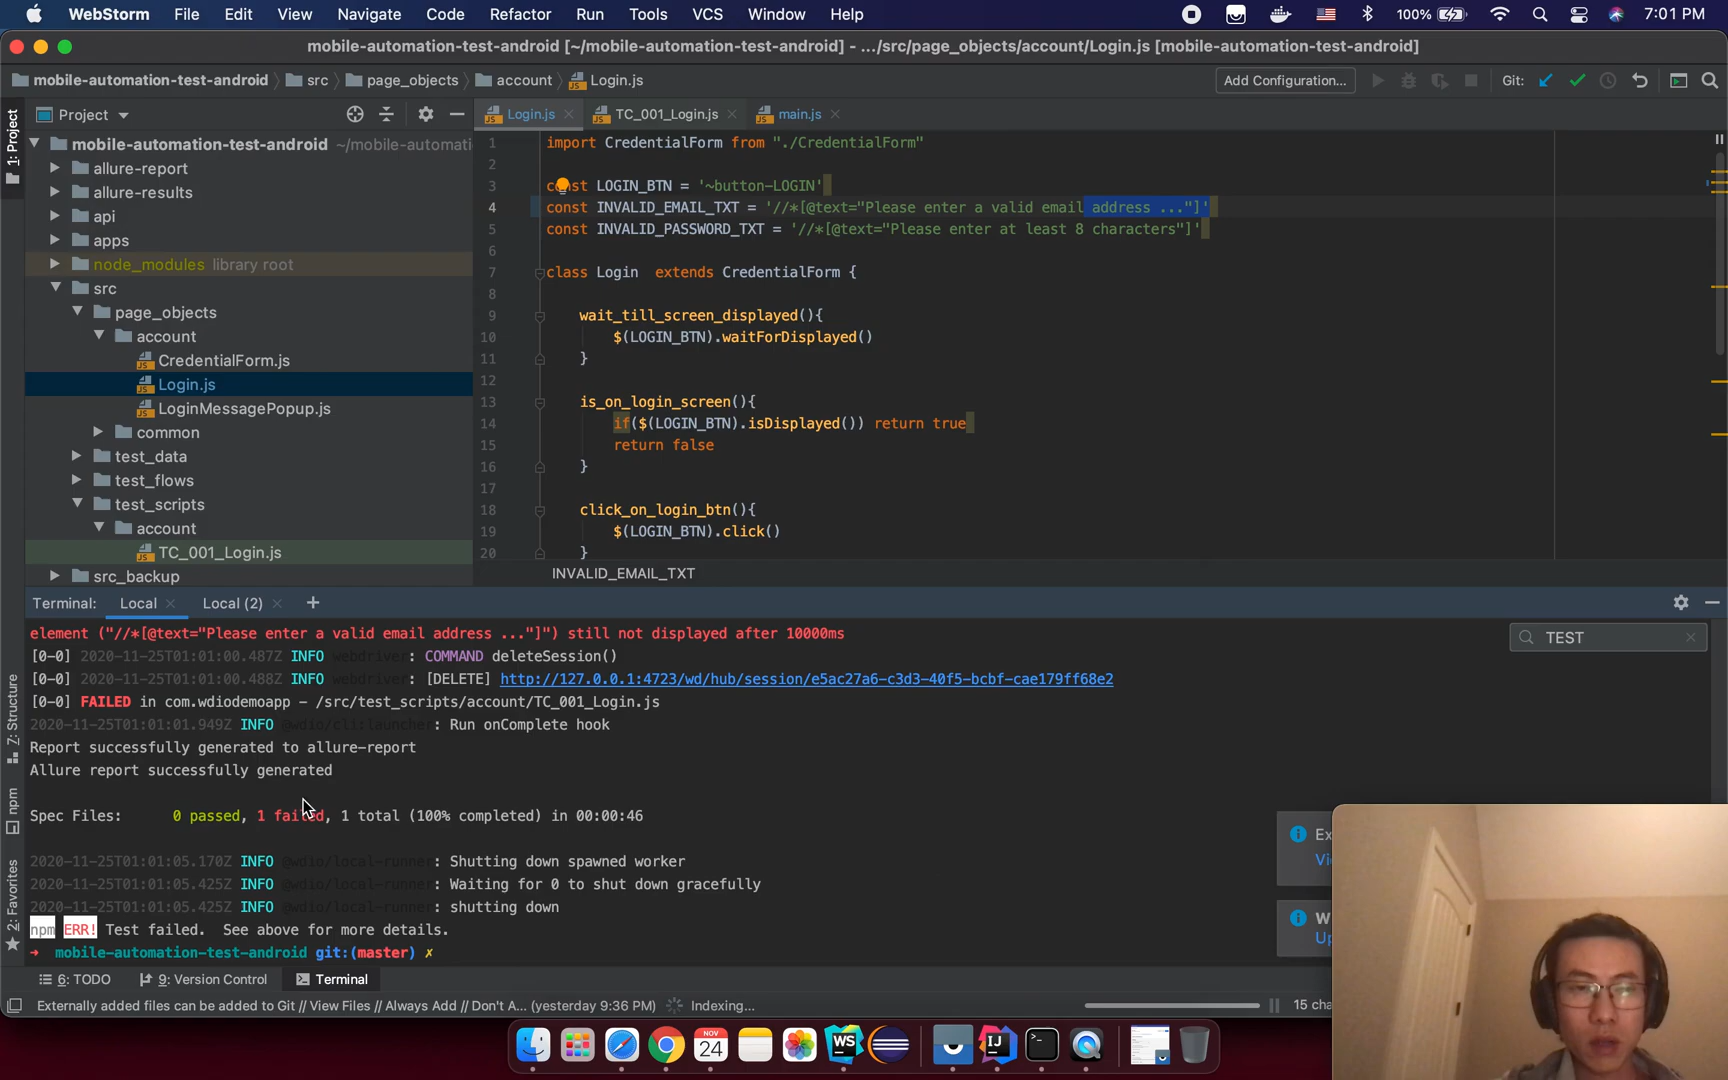 WebStorm File Edit View Navigate Code Refactor Run Tools VCS Window Help 100% 7:01 PM
mobile-automation-test-android [~/mobile-automation-test-android] - .../src/page_objects/account/Login.js [mobile-automation-test-android]
mobile-automation-test-android src page_objects account Login.js Add Configuration... Git:
Project Login.js TC_001_Login.js main.js
1: Project
mobile-automation-test-android ~/mobile-automati
allure-report
allure-results
api
apps
node_modules library root
src
page_objects
account
CredentialForm.js
Login.js
LoginMessagePopup.js
common
test_data
test_flows
test_scripts
account
TC_001_Login.js
src_backup
1 import CredentialForm from "./CredentialForm"
2
3 const LOGIN_BTN = '~button-LOGIN'
4 const INVALID_EMAIL_TXT = '//*[@text="Please enter a valid email address ..."]'
5 const INVALID_PASSWORD_TXT = '//*[@text="Please enter at least 8 characters"]'
6
7 class Login  extends CredentialForm {
8
9 wait_till_screen_displayed(){
10 $(LOGIN_BTN).waitForDisplayed()
11 }
12
13 is_on_login_screen(){
14 if($(LOGIN_BTN).isDisplayed()) return true
15 return false
16 }
17
18 click_on_login_btn(){
19 $(LOGIN_BTN).click()
20 }
INVALID_EMAIL_TXT
Terminal: Local Local (2) +
TEST
element ("//*[@text="Please enter a valid email address ..."]") still not displayed after 10000ms
[0-0] 2020-11-25T01:01:00.487Z INFO webdriver: COMMAND deleteSession()
[0-0] 2020-11-25T01:01:00.488Z INFO webdriver: [DELETE] http://127.0.0.1:4723/wd/hub/session/e5ac27a6-c3d3-40f5-bcbf-cae179ff68e2
[0-0] FAILED in com.wdiodemoapp - /src/test_scripts/account/TC_001_Login.js
2020-11-25T01:01:01.949Z INFO @wdio/cli:launcher: Run onComplete hook
Report successfully generated to allure-report
Allure report successfully generated
Spec Files: 0 passed, 1 failed, 1 total (100% completed) in 00:00:46
2020-11-25T01:01:05.170Z INFO @wdio/local-runner: Shutting down spawned worker
2020-11-25T01:01:05.425Z INFO @wdio/local-runner: Waiting for 0 to shut down gracefully
2020-11-25T01:01:05.425Z INFO @wdio/local-runner: shutting down
npm ERR! Test failed.  See above for more details.
mobile-automation-test-android git:(master) ✗
Z: Structure
npm
2: Favorites
Ex
Vi
W
Up
6: TODO 9: Version Control Terminal
Externally added files can be added to Git // View Files // Always Add // Don't A... (yesterday 9:36 PM) Indexing... 15 cha
NOV
24
WS
IJ